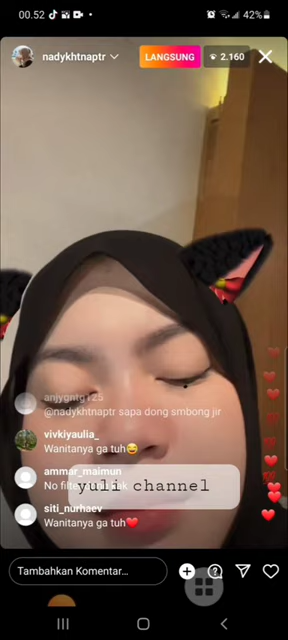 00.52
42%
nadykhtnaptr
LANGSUNG
2.160
anjygntg125
@nadykhtnaptr sapa dong smbong jir
vivkiyaulia_
Wanitanya ga tuh😂
ammar_maimun
No filter
yuli channel
siti_nurhaev
Wanitanya ga tuh❤️
Tambahkan Komentar...